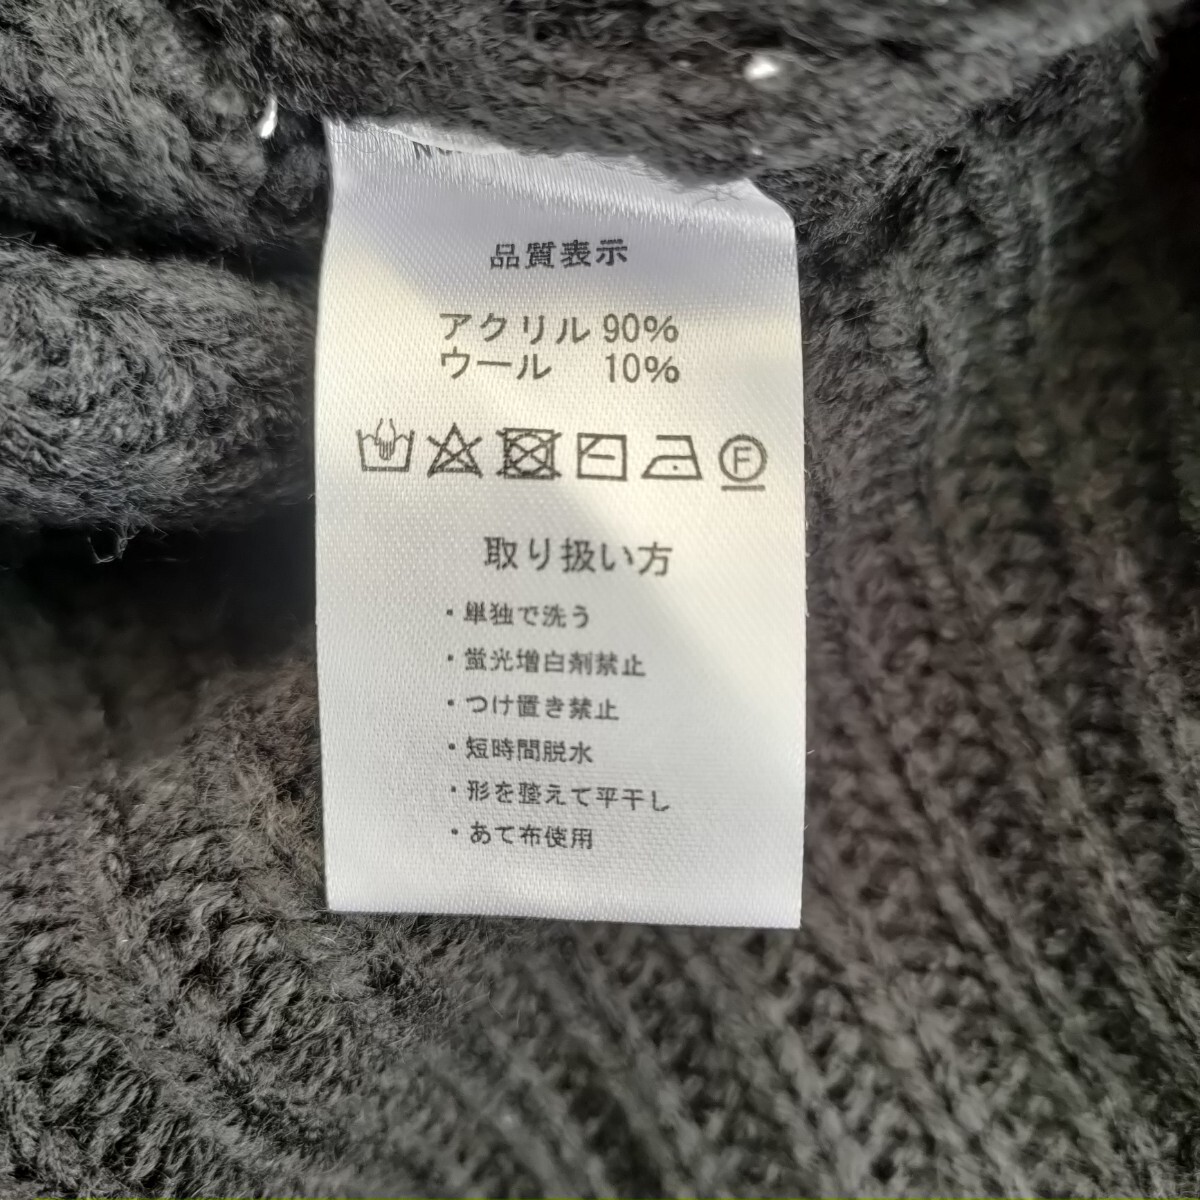 品質表示
アクリル 90%
ウール 10%
F
取り扱い方
・単独で洗う
・蛍光増白剤禁止
・つけ置き禁止
・短時間脱水
・形を整えて平干し
・あて布使用